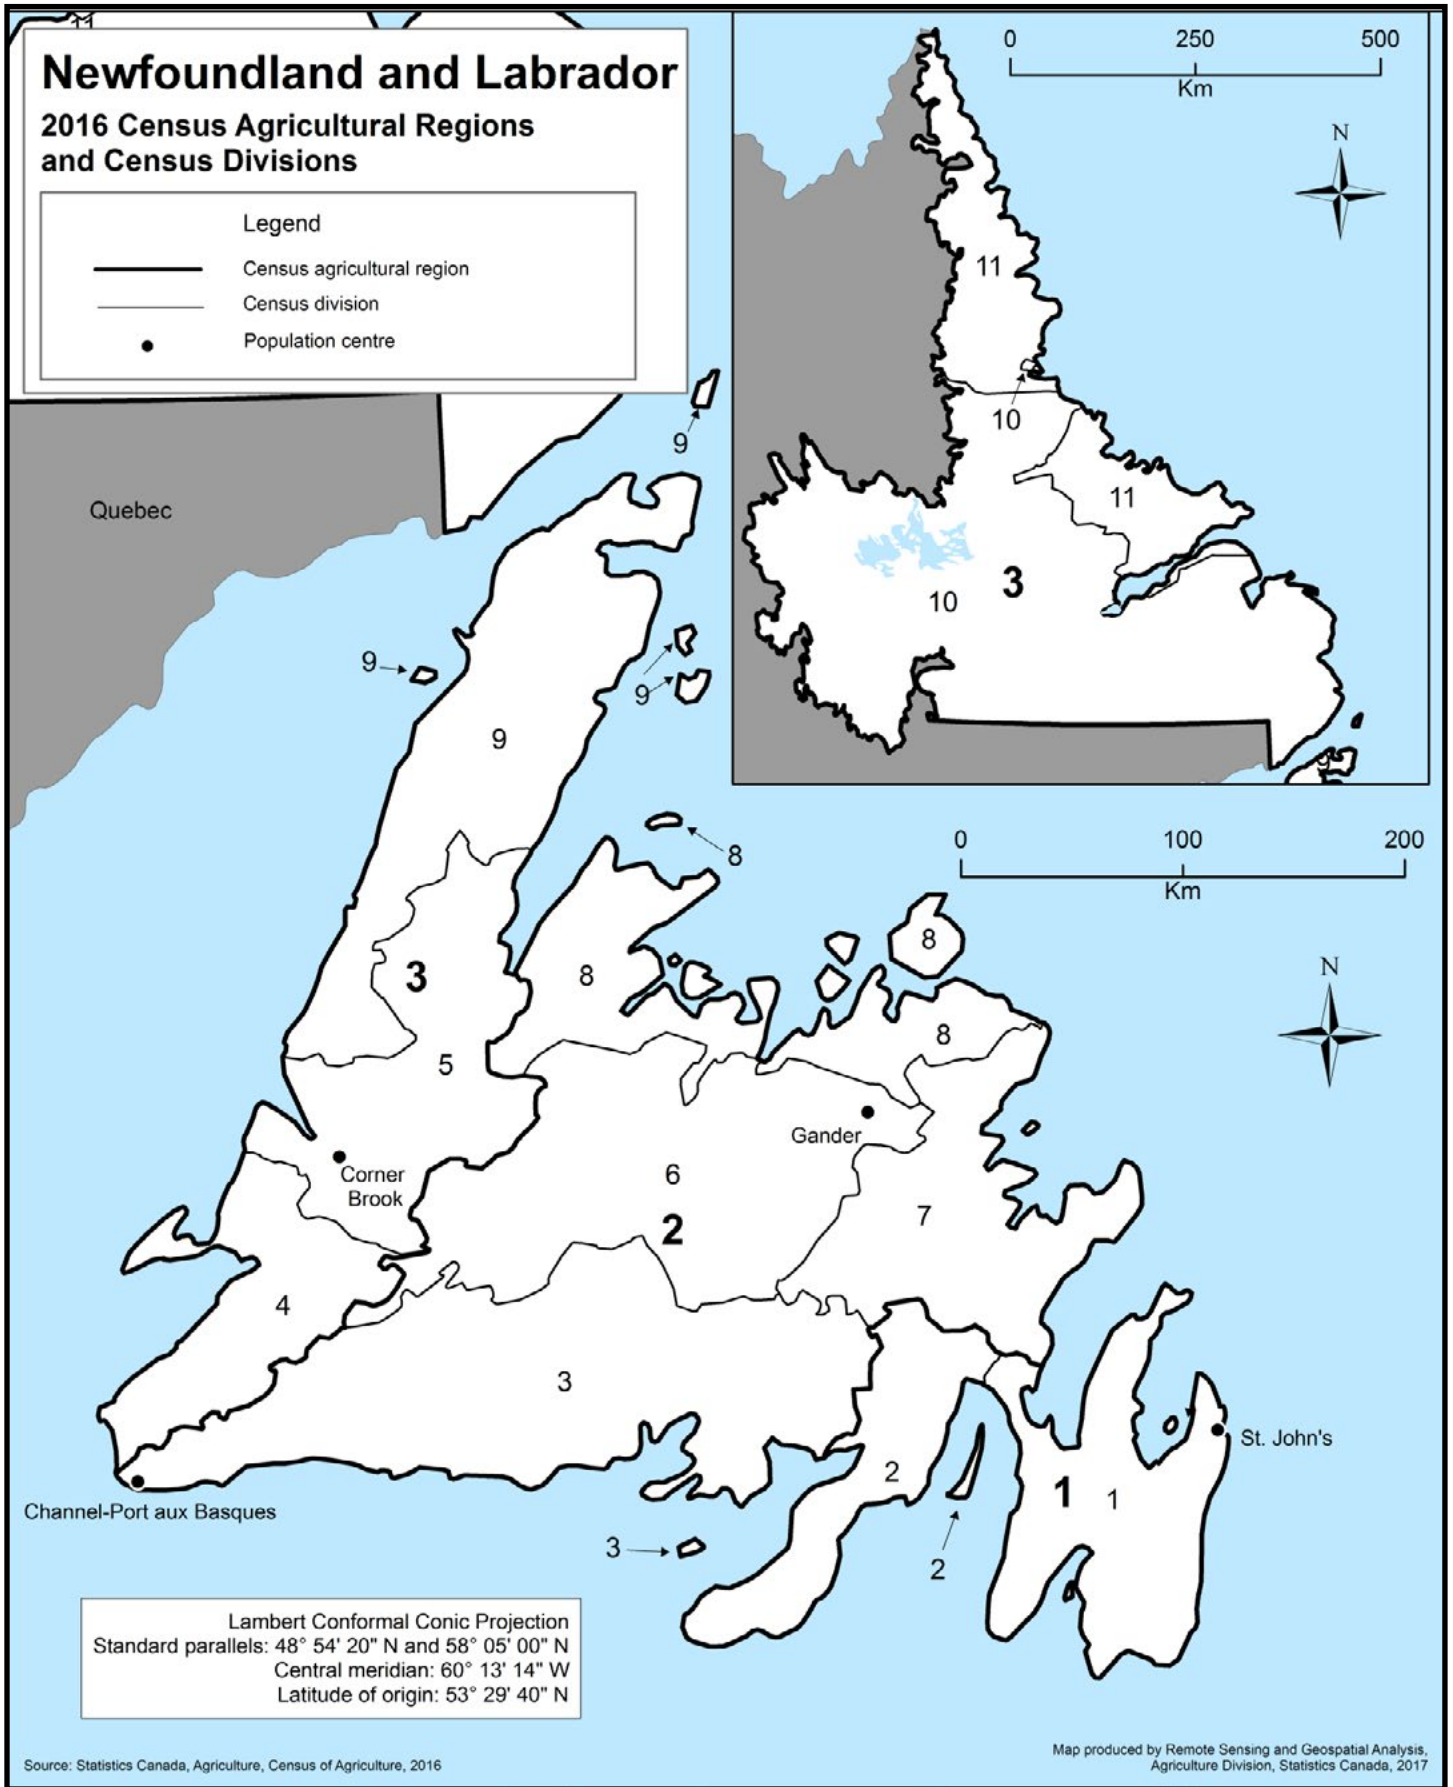 11
Newfoundland and Labrador
2016 Census Agricultural Regions
and Census Divisions
Legend
Census agricultural region
Census division
Population centre
0 250 500
Km
N
11
10
11
3
10
9
9
Quebec
9
9
9
0 100 200
Km
8
8
8
3
N
8
5
Gander
Corner
Brook
6
2
7
4
3
St. John's
2
1
1
Channel-Port aux Basques
3
2
Lambert Conformal Conic Projection
Standard parallels: 48° 54' 20" N and 58° 05' 00" N
Central meridian: 60° 13' 14" W
Latitude of origin: 53° 29' 40" N
Source: Statistics Canada, Agriculture, Census of Agriculture, 2016
Map produced by Remote Sensing and Geospatial Analysis,
Agriculture Division, Statistics Canada, 2017